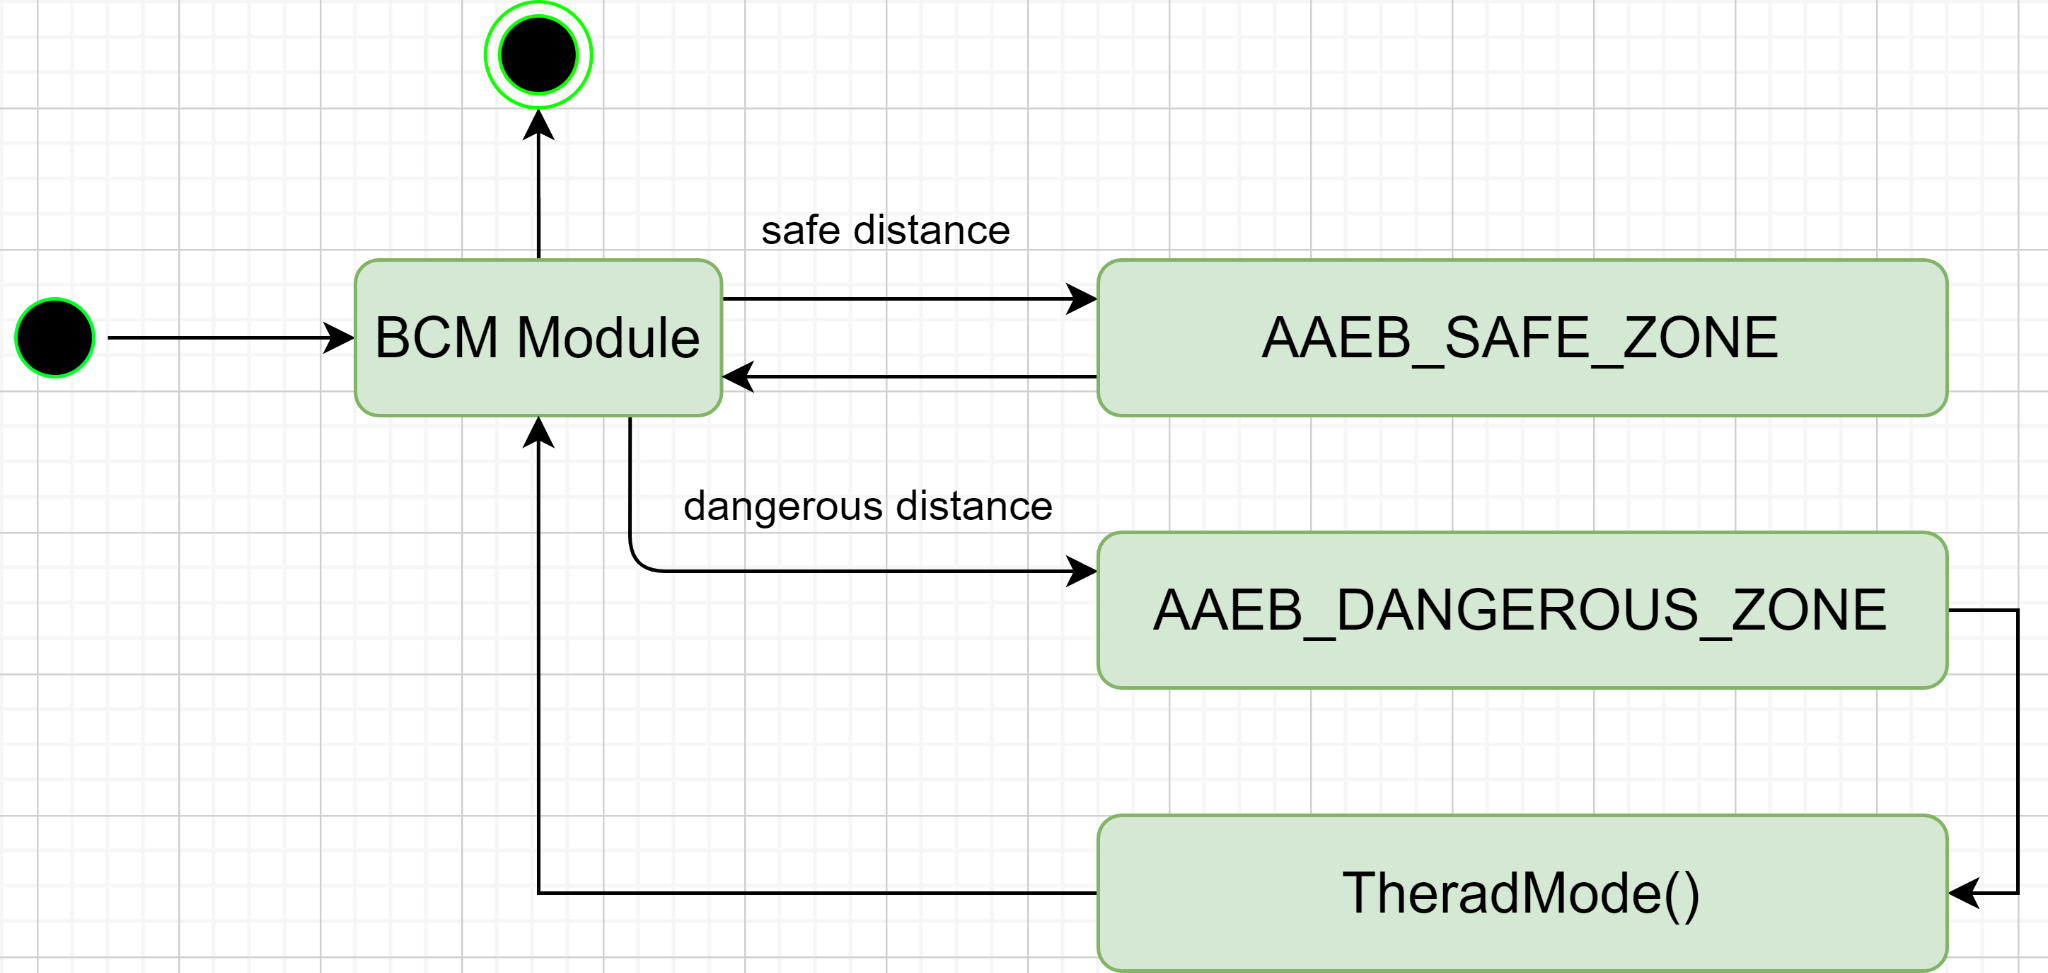 safe distance
BCM Module
AAEB_SAFE_ZONE
dangerous distance
AAEB_DANGEROUS_ZONE
TheradMode()